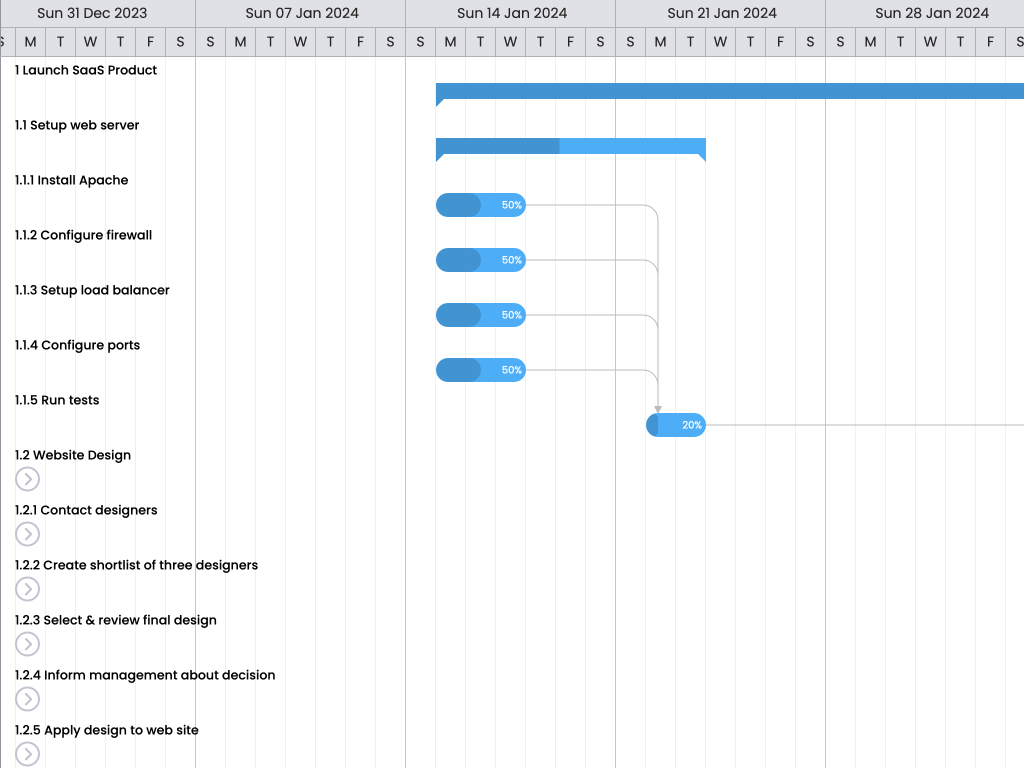 Sun 31 Dec 2023 Sun 07 Jan 2024 Sun 14 Jan 2024 Sun 21 Jan 2024 Sun 28 Jan 2024
S M T W T F S S M T W T F S S M T W T F S S M T W T F S S M T W T F S
1 Launch SaaS Product
1.1 Setup web server
1.1.1 Install Apache
50%
1.1.2 Configure firewall
50%
1.1.3 Setup load balancer
50%
1.1.4 Configure ports
50%
1.1.5 Run tests
20%
1.2 Website Design
1.2.1 Contact designers
1.2.2 Create shortlist of three designers
1.2.3 Select & review final design
1.2.4 Inform management about decision
1.2.5 Apply design to web site